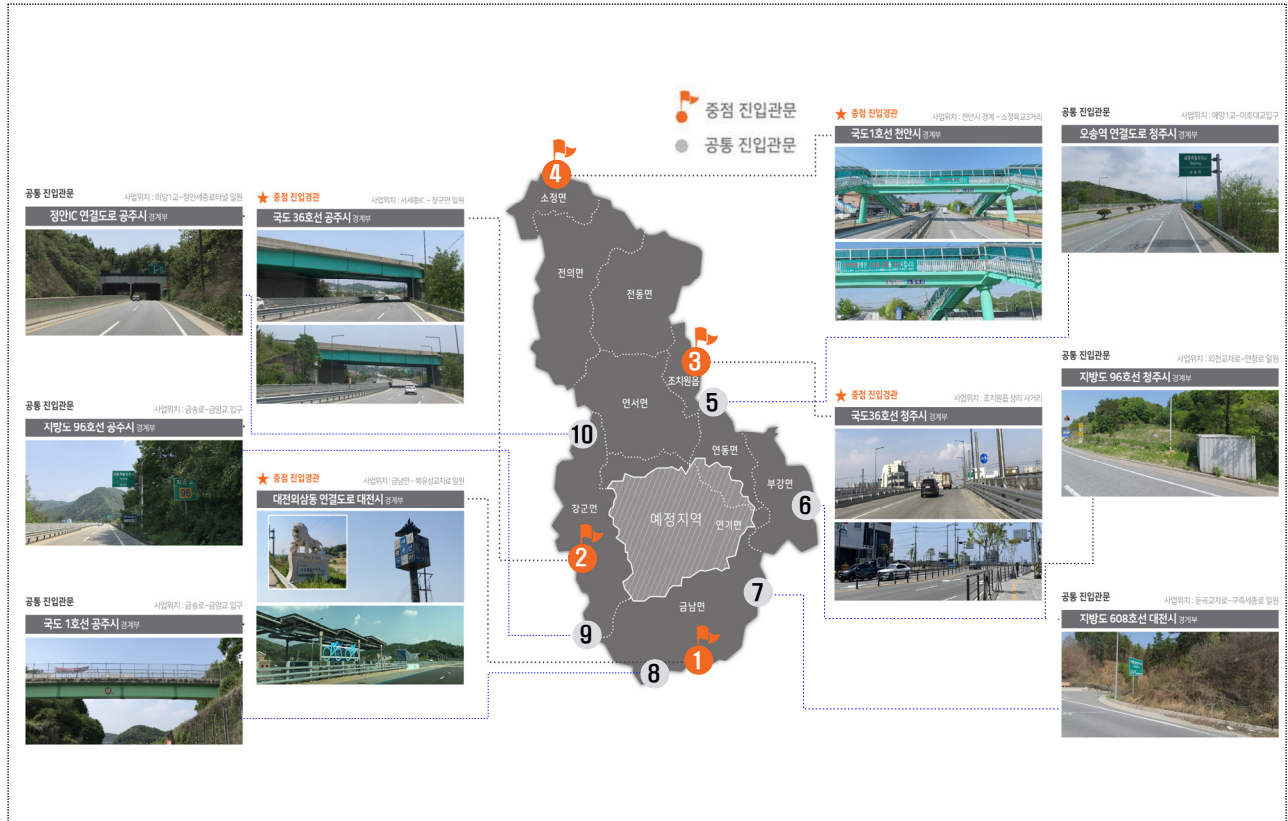 중점 진입관문
공통 진입관문
공통 진입관문
사업위치 : 의당1교~정안세종로터널 일원
정안IC 연결도로 공주시 경계부
★ 중점 진입경관
사업위치 : 서세종IC ~ 장군면 일원
국도 36호선 공주시 경계부
공통 진입관문
사업위치 : 금송로~금암교 입구
지방도 96호선 공주시 경계부
★ 중점 진입경관
사업위치 : 금남면 ~ 북유성교차로 일원
대전외삼동 연결도로 대전시 경계부
공통 진입관문
사업위치 : 금송로~금암교 입구
국도 1호선 공주시 경계부
4
소정면
전의면
전동면
3
조치원읍
5
연서면
10
연동면
부강면
6
장군면
예정지역
연기면
2
7
금남면
9
1
8
★ 중점 진입경관
사업위치 : 천안시 경계 ~ 소정육교3거리
국도1호선 천안시 경계부
공통 진입관문
사업위치 : 예양1교~미호대교입구
오송역 연결도로 청주시 경계부
★ 중점 진입경관
사업위치 : 조치원읍 상리 사거리
국도36호선 청주시 경계부
공통 진입관문
사업위치 : 외천교차로~연청로 일원
지방도 96호선 청주시 경계부
공통 진입관문
사업위치 : 둔곡교차로~구즉세종로 일원
지방도 608호선 대전시 경계부